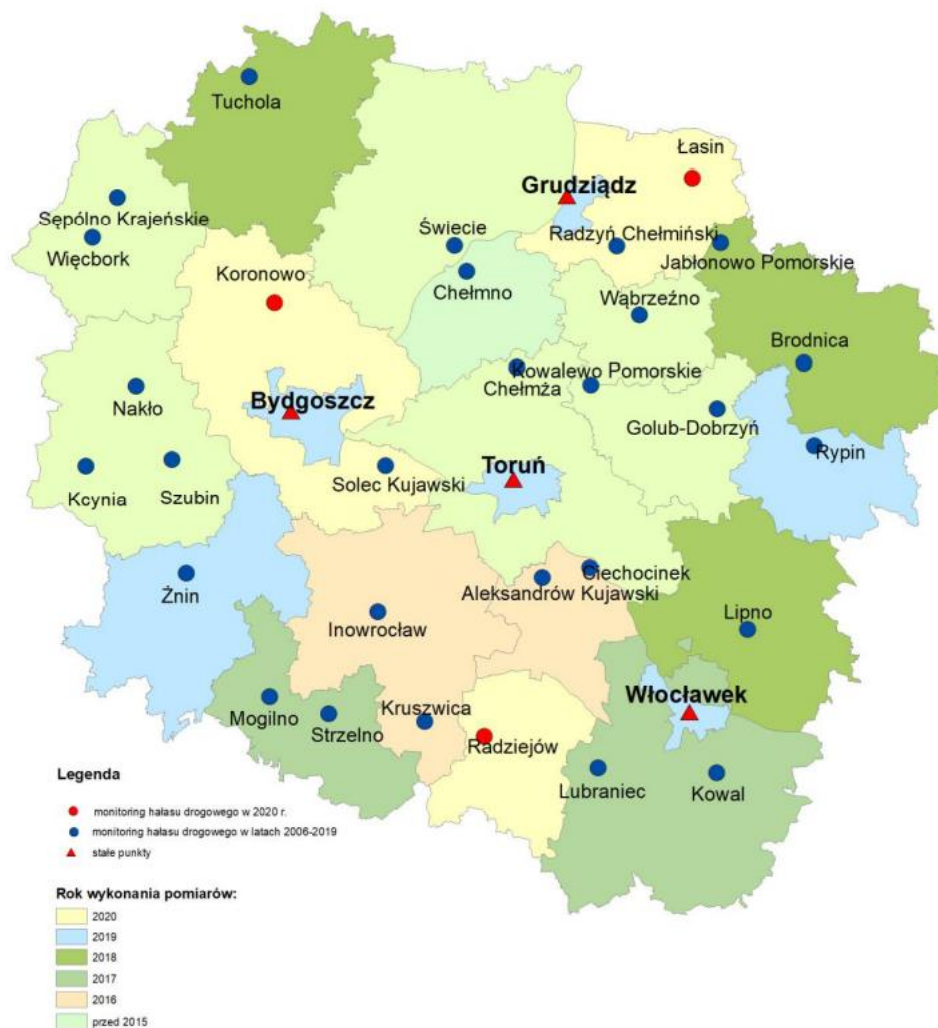 Tuchola
Łasin
Grudziądz
Sępólno Krajeńskie
Radzyń Chełmiński
Świecie
Więcbork
Jabłonowo Pomorskie
Koronowo
Chełmno
Wąbrzeźno
Brodnica
Kowalewo Pomorskie
Chełmża
Bydgoszcz
Nakło
Golub-Dobrzyń
Rypin
Toruń
Solec Kujawski
Kcynia
Szubin
Ciechocinek
Aleksandrów Kujawski
Żnin
Lipno
Inowrocław
Włocławek
Kruszwica
Mogilno
Strzelno
Radziejów
Lubraniec
Kowal
Legenda
monitoring hałasu drogowego w 2020 r.
monitoring hałasu drogowego w latach 2006-2019
stałe punkty
Rok wykonania pomiarów:
2020
2019
2018
2017
2016
przed 2015